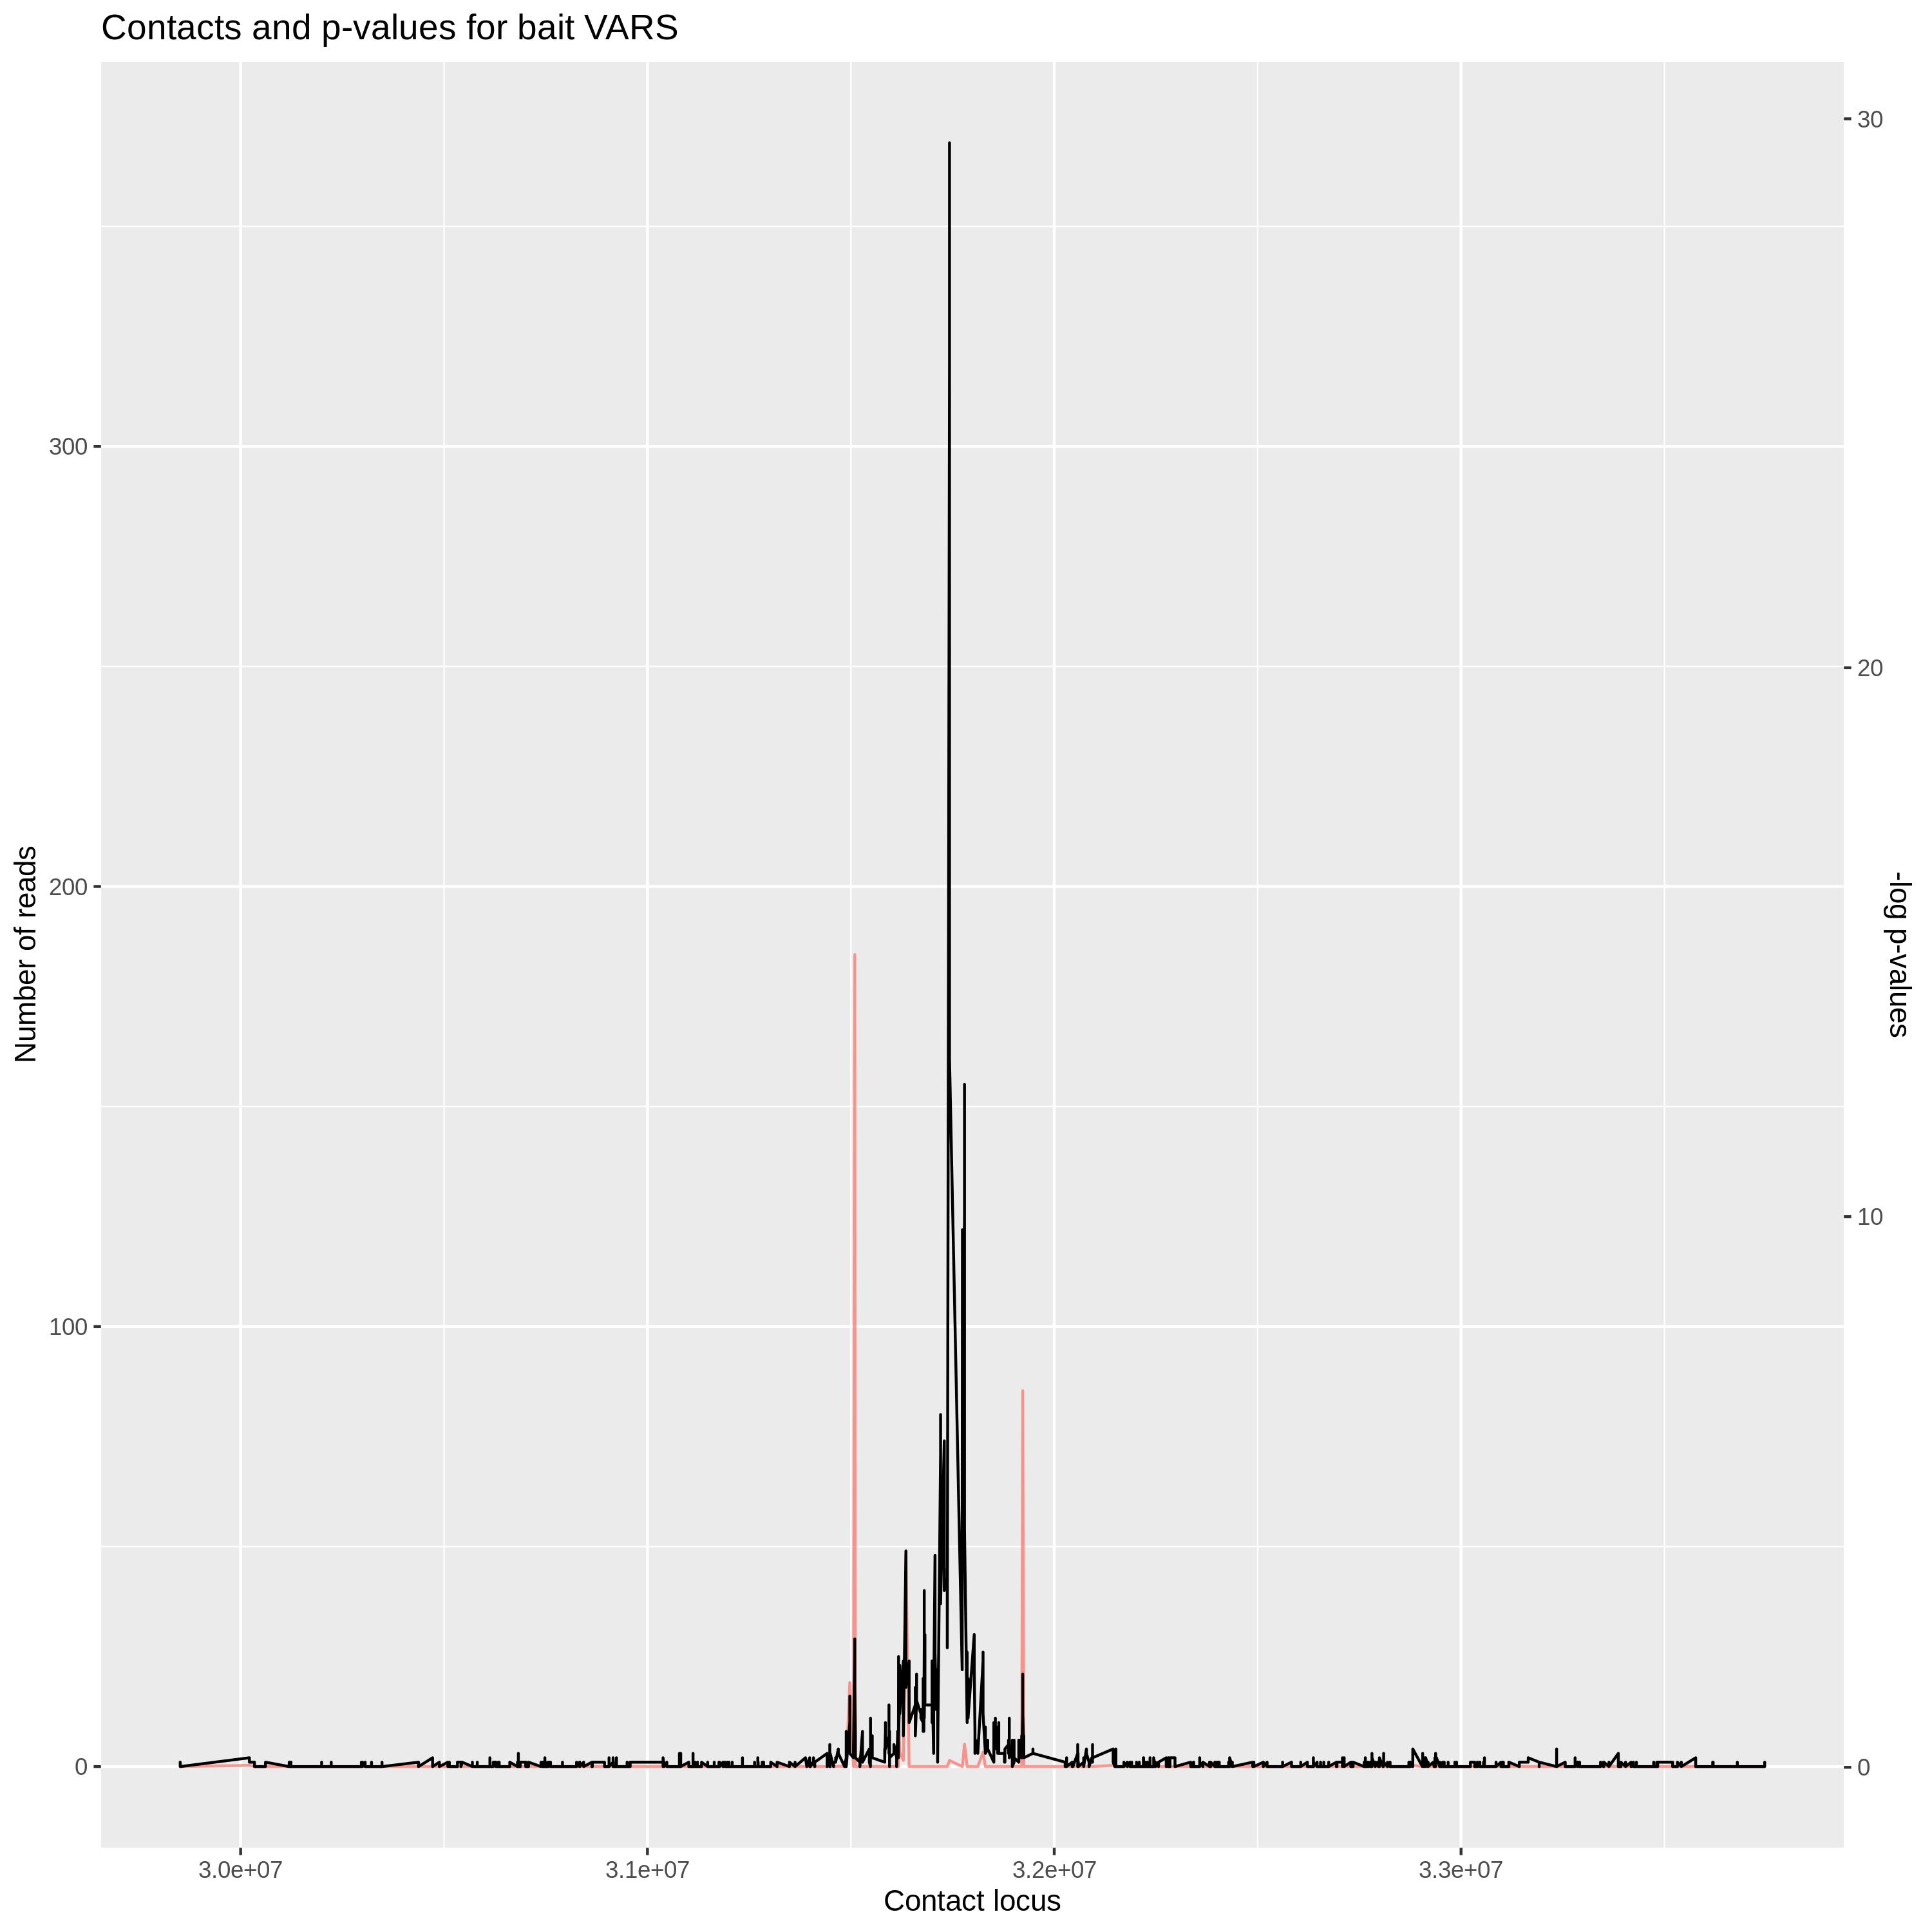 Contacts and p-values for bait VARS
30
300
20
200
10
100
0
0
Number of reads
-log p-values
3.0e+07
3.1e+07
3.2e+07
3.3e+07
Contact locus